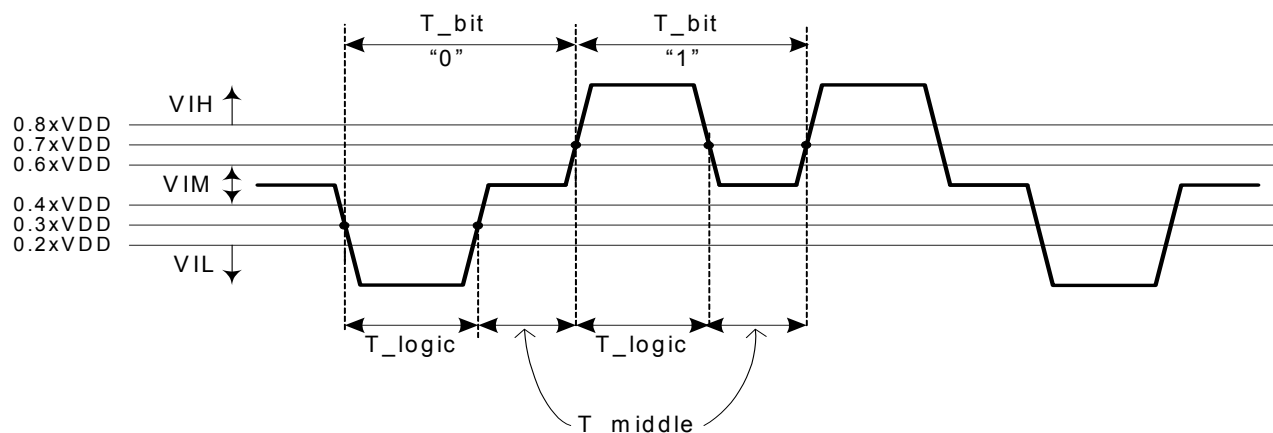 T_bit
T_bit
“0”
“1”
VIH
0.8xVDD
0.7xVDD
0.6xVDD
VIM
0.4xVDD
0.3xVDD
0.2xVDD
VIL
T_logic
T_logic
T middle